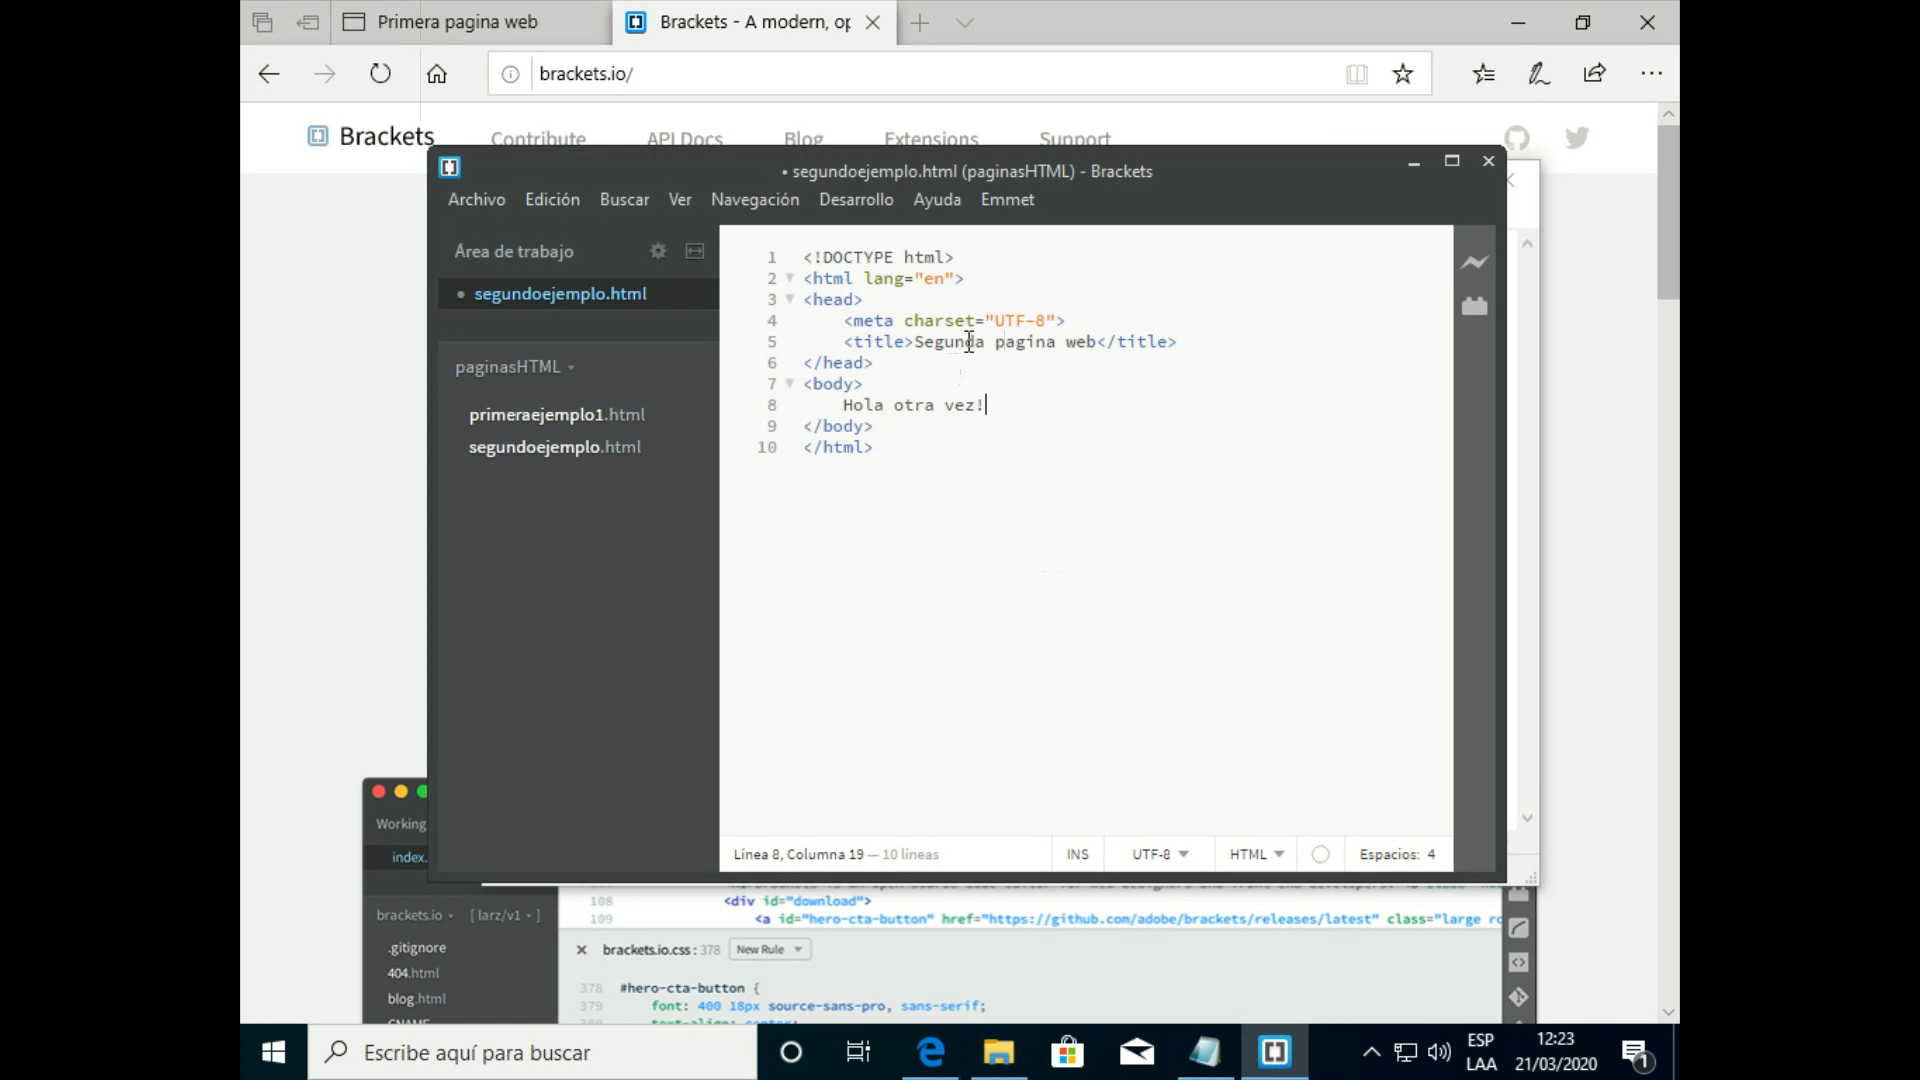 Primera pagina web
Brackets - A modern, op
brackets.io/
Brackets
Contribute
API Docs
Blog
Extensions
Support
• segundoejemplo.html (paginasHTML) - Brackets
Archivo Edición Buscar Ver Navegación Desarrollo Ayuda Emmet
Área de trabajo
segundoejemplo.html
paginasHTML
primeraejemplo1.html
segundoejemplo.html
1 <!DOCTYPE html>
2 <html lang="en">
3 <head>
4 <meta charset="UTF-8">
5 <title>Segunda pagina web</title>
6 </head>
7 <body>
8 Hola otra vez!
9 </body>
10 </html>
Línea 8, Columna 19 — 10 líneas
INS
UTF-8
HTML
Espacios: 4
Working
index.
brackets.io
[ larz/v1 ]
.gitignore
404.html
blog.html
108 <div id="download">
109 <a id="hero-cta-button" href="https://github.com/adobe/brackets/releases/latest" class="large ro
brackets.io.css : 378
New Rule
378 #hero-cta-button {
379 font: 400 18px source-sans-pro, sans-serif;
Escribe aquí para buscar
ESP
LAA
12:23
21/03/2020
1